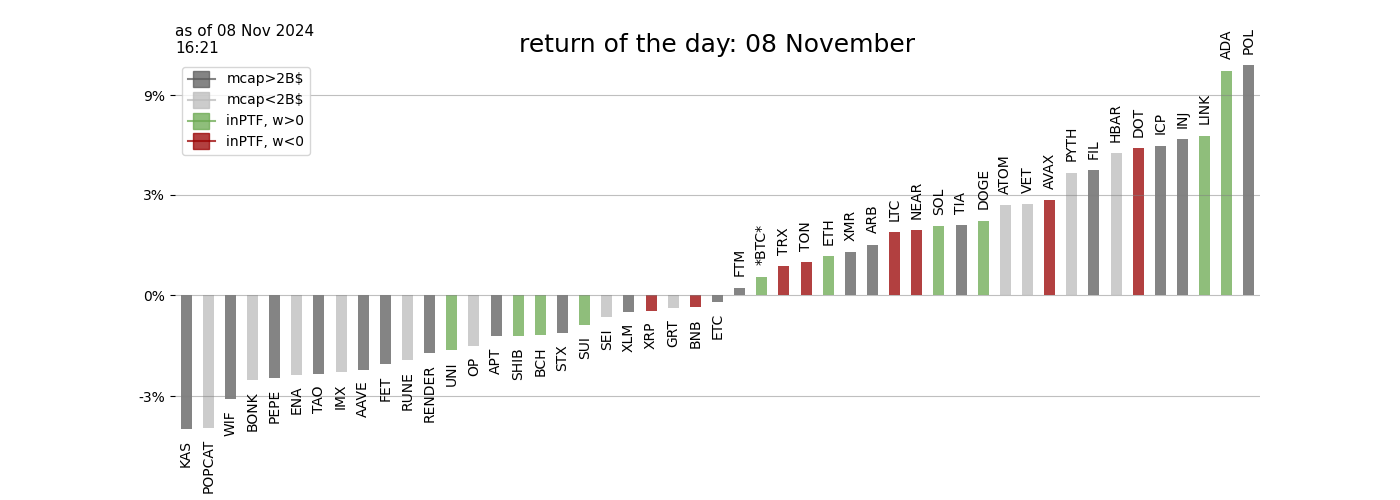 as of 08 Nov 2024
16:21
return of the day: 08 November
mcap>2B$
mcap<2B$
inPTF, w>0
inPTF, w<0
9%
3%
0%
-3%
KAS
POPCAT
WIF
BONK
PEPE
ENA
TAO
IMX
AAVE
FET
RUNE
RENDER
UNI
OP
APT
SHIB
BCH
STX
SUI
SEI
XLM
XRP
GRT
BNB
ETC
FTM
*BTC*
TRX
TON
ETH
XMR
ARB
LTC
NEAR
SOL
TIA
DOGE
ATOM
VET
AVAX
PYTH
FIL
HBAR
DOT
ICP
INJ
LINK
ADA
POL